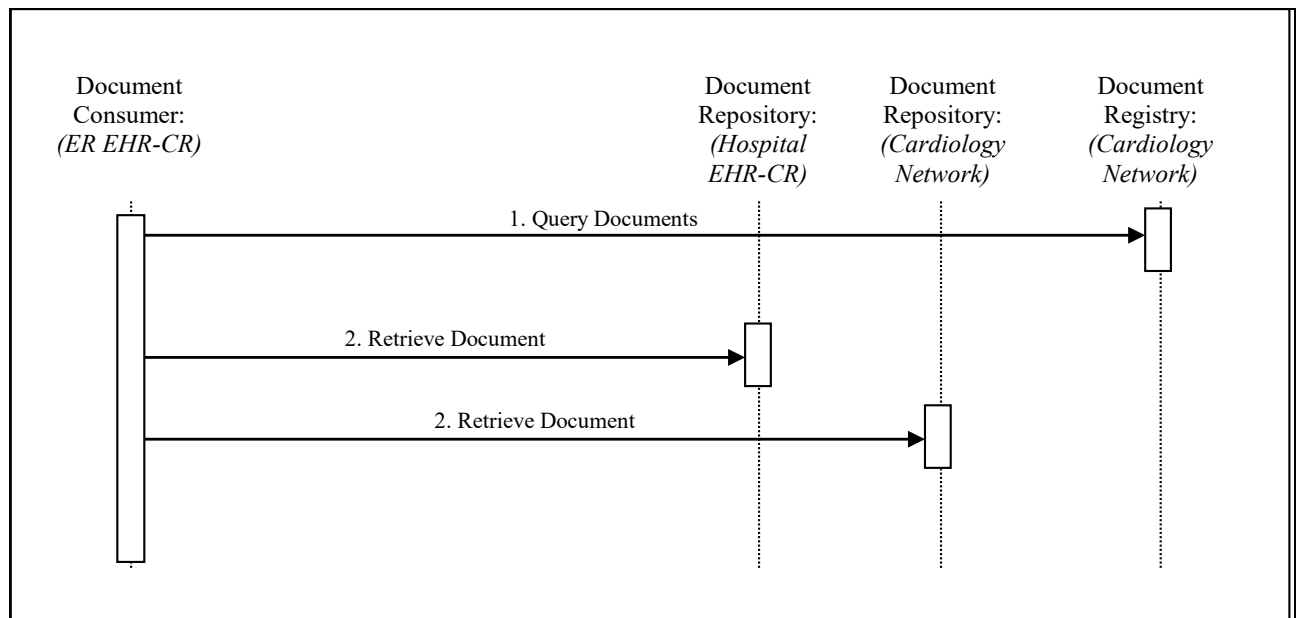 Document
Consumer:
(ER EHR-CR)
Document
Repository:
(Hospital
EHR-CR)
Document
Repository:
(Cardiology
Network)
Document
Registry:
(Cardiology
Network)
1. Query Documents
2. Retrieve Document
2. Retrieve Document